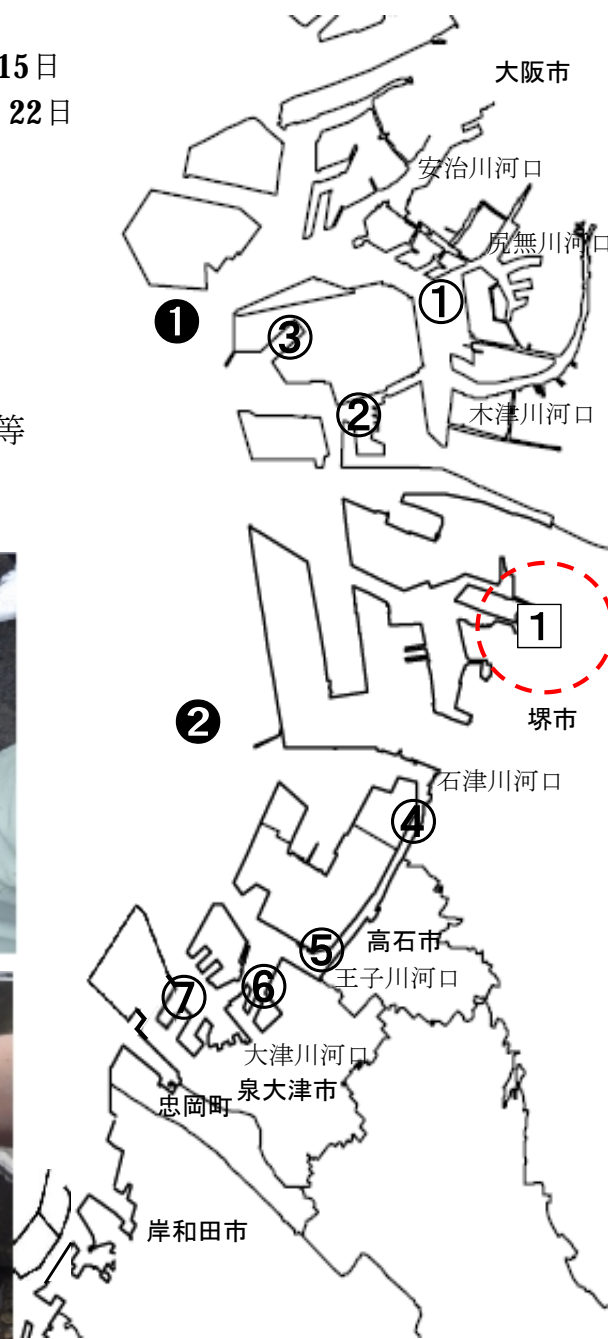 15日
22日
大阪市
安治川河口
尻無川河口
①
❶
③
②
木津川河口
等
1
❷
堺市
石津川河口
④
⑤
高石市
王子川河口
⑥
⑦
大津川河口
泉大津市
忠岡町
岸和田市